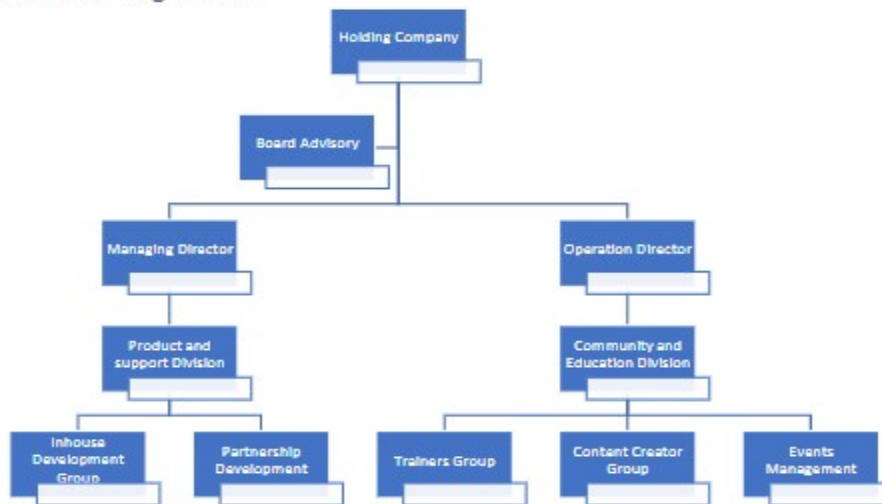 Holding Company
Board Advisory
Managing Director
Operation Director
Product and
support Division
Community and
Education Division
Inhouse
Development
Group
Partnership
Development
Trainers Group
Content Creator
Group
Events
Management